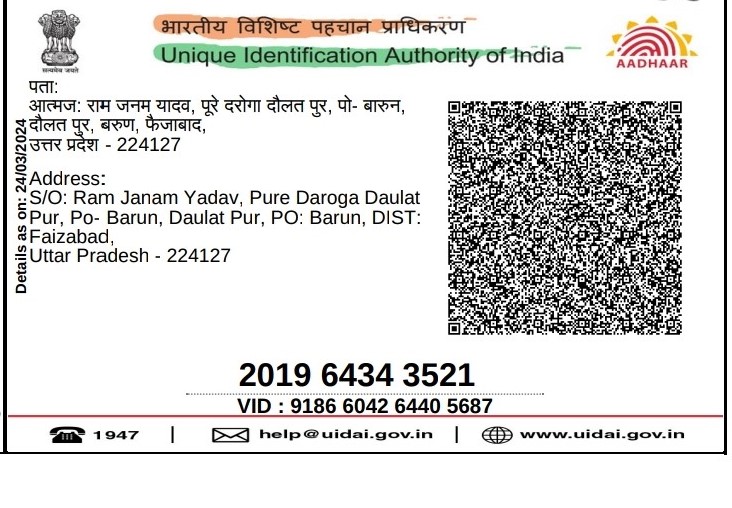 भारतीय विशिष्ट पहचान प्राधिकरण
Unique Identification Authority of India
सत्यमेव जयते
AADHAAR
पता:
आत्मज: राम जनम यादव, पूरे दरोगा दौलत पुर, पो- बारुन,
दौलत पुर, बरुण, फैजाबाद,
उत्तर प्रदेश - 224127
Details as on: 24/03/2024
Address:
S/O: Ram Janam Yadav, Pure Daroga Daulat
Pur, Po- Barun, Daulat Pur, PO: Barun, DIST:
Faizabad,
Uttar Pradesh - 224127
2019 6434 3521
VID : 9186 6042 6440 5687
1947 | help@uidai.gov.in | www.uidai.gov.in